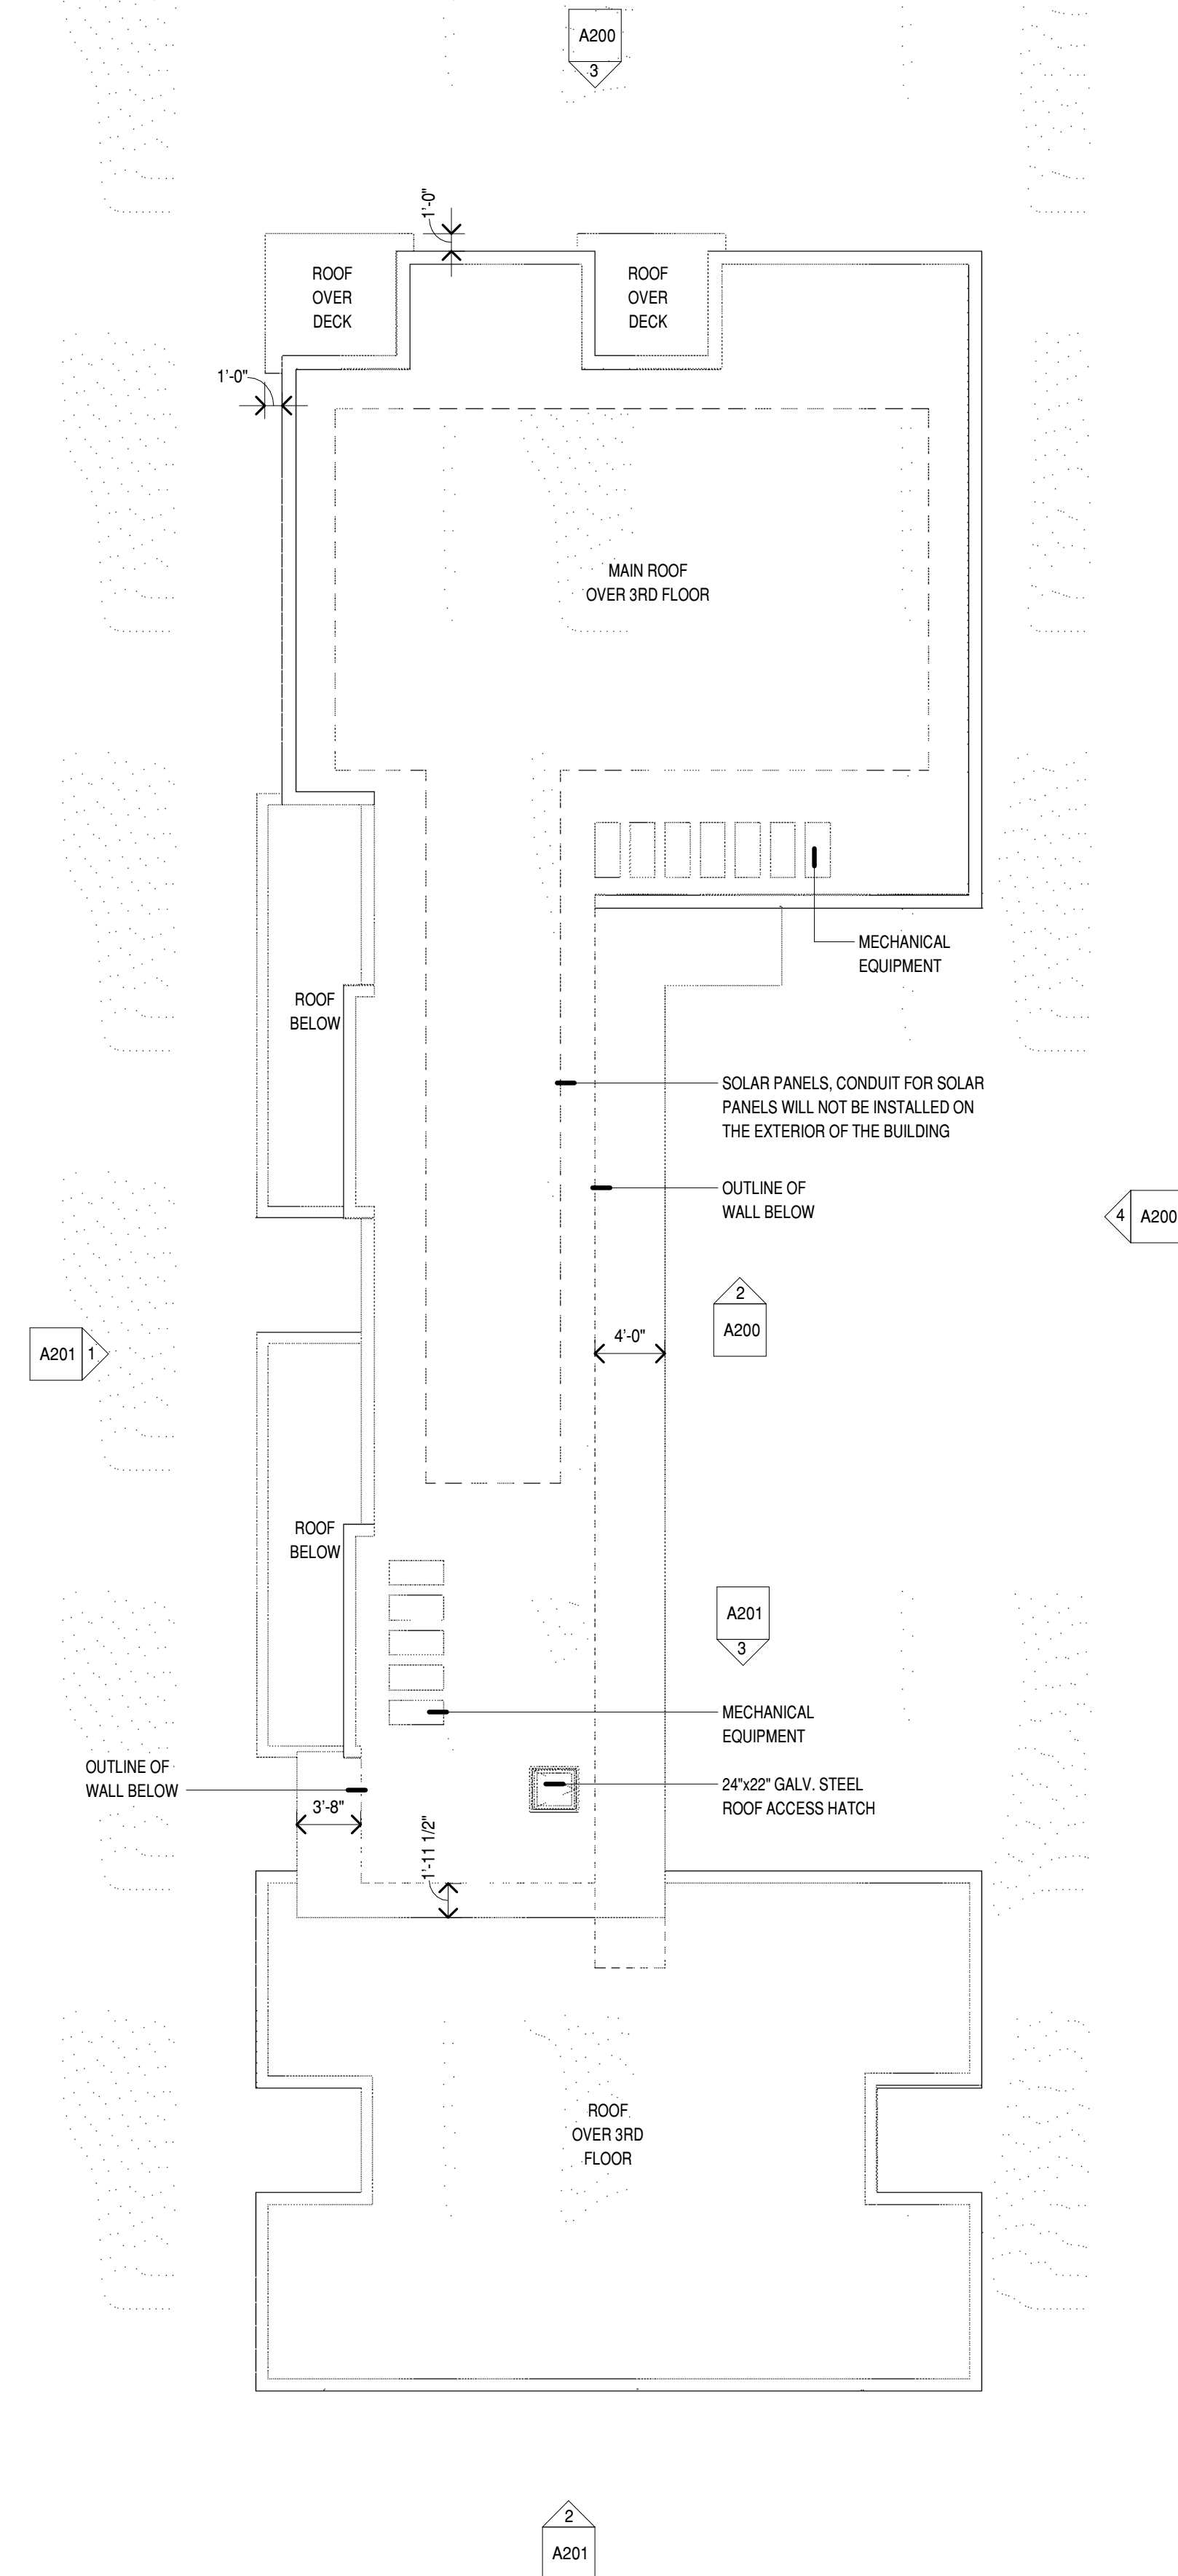 A200
3
1'-0"
ROOF
OVER
DECK
ROOF
OVER
DECK
1'-0"
MAIN ROOF
OVER 3RD FLOOR
MECHANICAL
EQUIPMENT
ROOF
BELOW
SOLAR PANELS, CONDUIT FOR SOLAR
PANELS WILL NOT BE INSTALLED ON
THE EXTERIOR OF THE BUILDING
OUTLINE OF
WALL BELOW
4 A200
2
A200
4'-0"
A201 1
ROOF
BELOW
A201
3
MECHANICAL
EQUIPMENT
OUTLINE OF
WALL BELOW
24"x22" GALV. STEEL
ROOF ACCESS HATCH
3'-8"
1'-11 1/2"
ROOF
OVER 3RD
FLOOR
2
A201